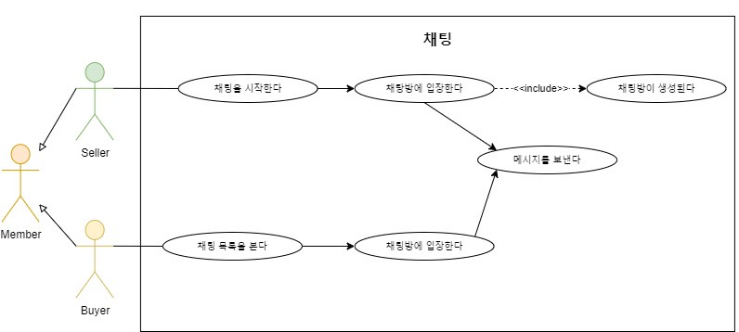 채팅
채팅을 시작한다
채탕방에 입장한다
<<include>>
채팅방이 생성된다
Seller
메시지를 보낸다
Member
채팅 목록을 본다
채팅방에 입장한다
Buyer